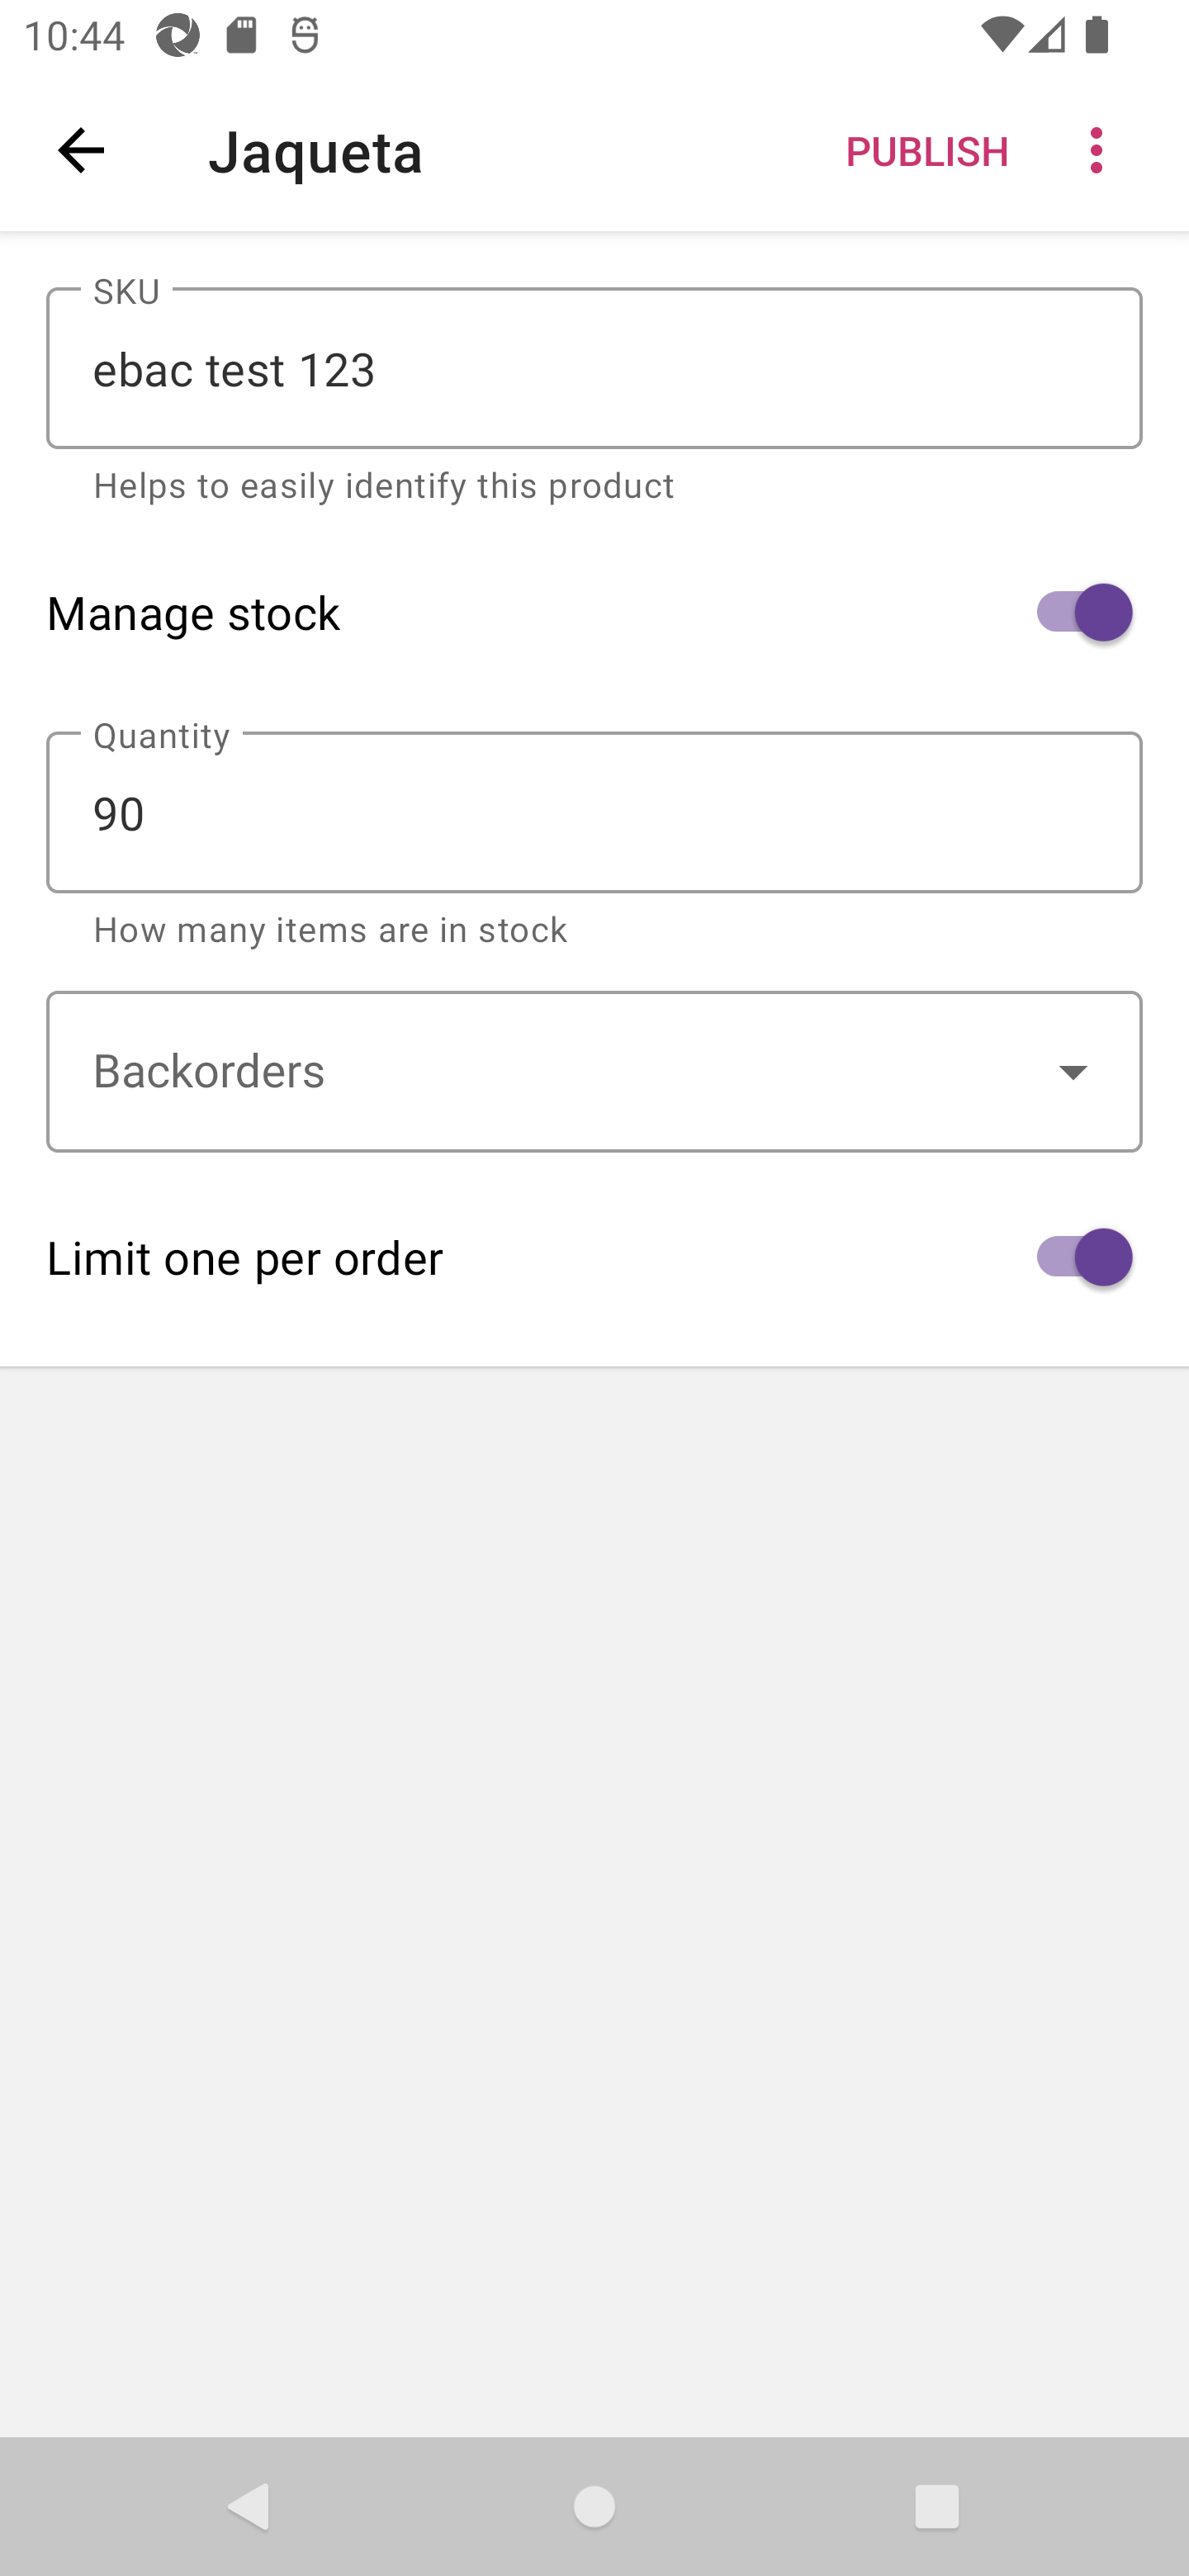 10:44
Jaqueta
PUBLISH
SKU
ebac test 123
Helps to easily identify this product
Manage stock
Quantity
90
How many items are in stock
Backorders
Limit one per order